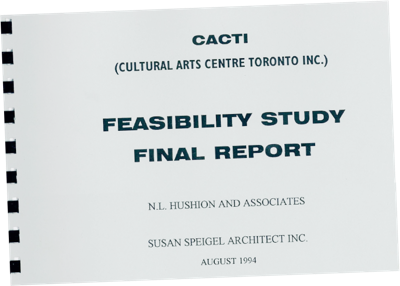 CACTI
(CULTURAL ARTS CENTRE TORONTO INC.)
FEASIBILITY STUDY
FINAL REPORT
N.L. HUSHION AND ASSOCIATES
SUSAN SPEIGEL ARCHITECT INC.
AUGUST 1994